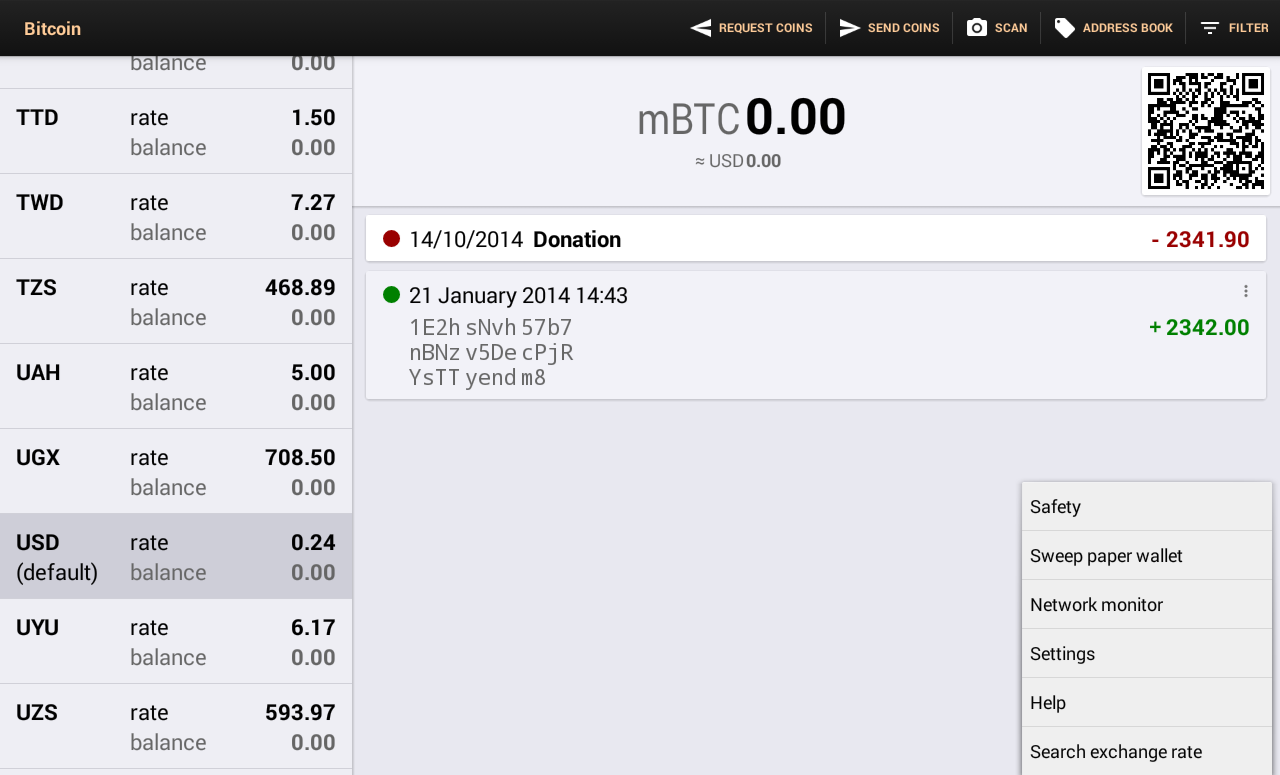 Bitcoin
REQUEST COINS
SEND COINS
SCAN
ADDRESS BOOK
FILTER
balance 0.00
TTD rate 1.50
balance 0.00
TWD rate 7.27
balance 0.00
TZS rate 468.89
balance 0.00
UAH rate 5.00
balance 0.00
UGX rate 708.50
balance 0.00
USD rate 0.24
(default) balance 0.00
UYU rate 6.17
balance 0.00
UZS rate 593.97
balance 0.00
mBTC 0.00
≈ USD 0.00
14/10/2014 Donation - 2341.90
21 January 2014 14:43
1E2h sNvh 57b7 + 2342.00
nBNz v5De cPjR
YsTT yend m8
Safety
Sweep paper wallet
Network monitor
Settings
Help
Search exchange rate